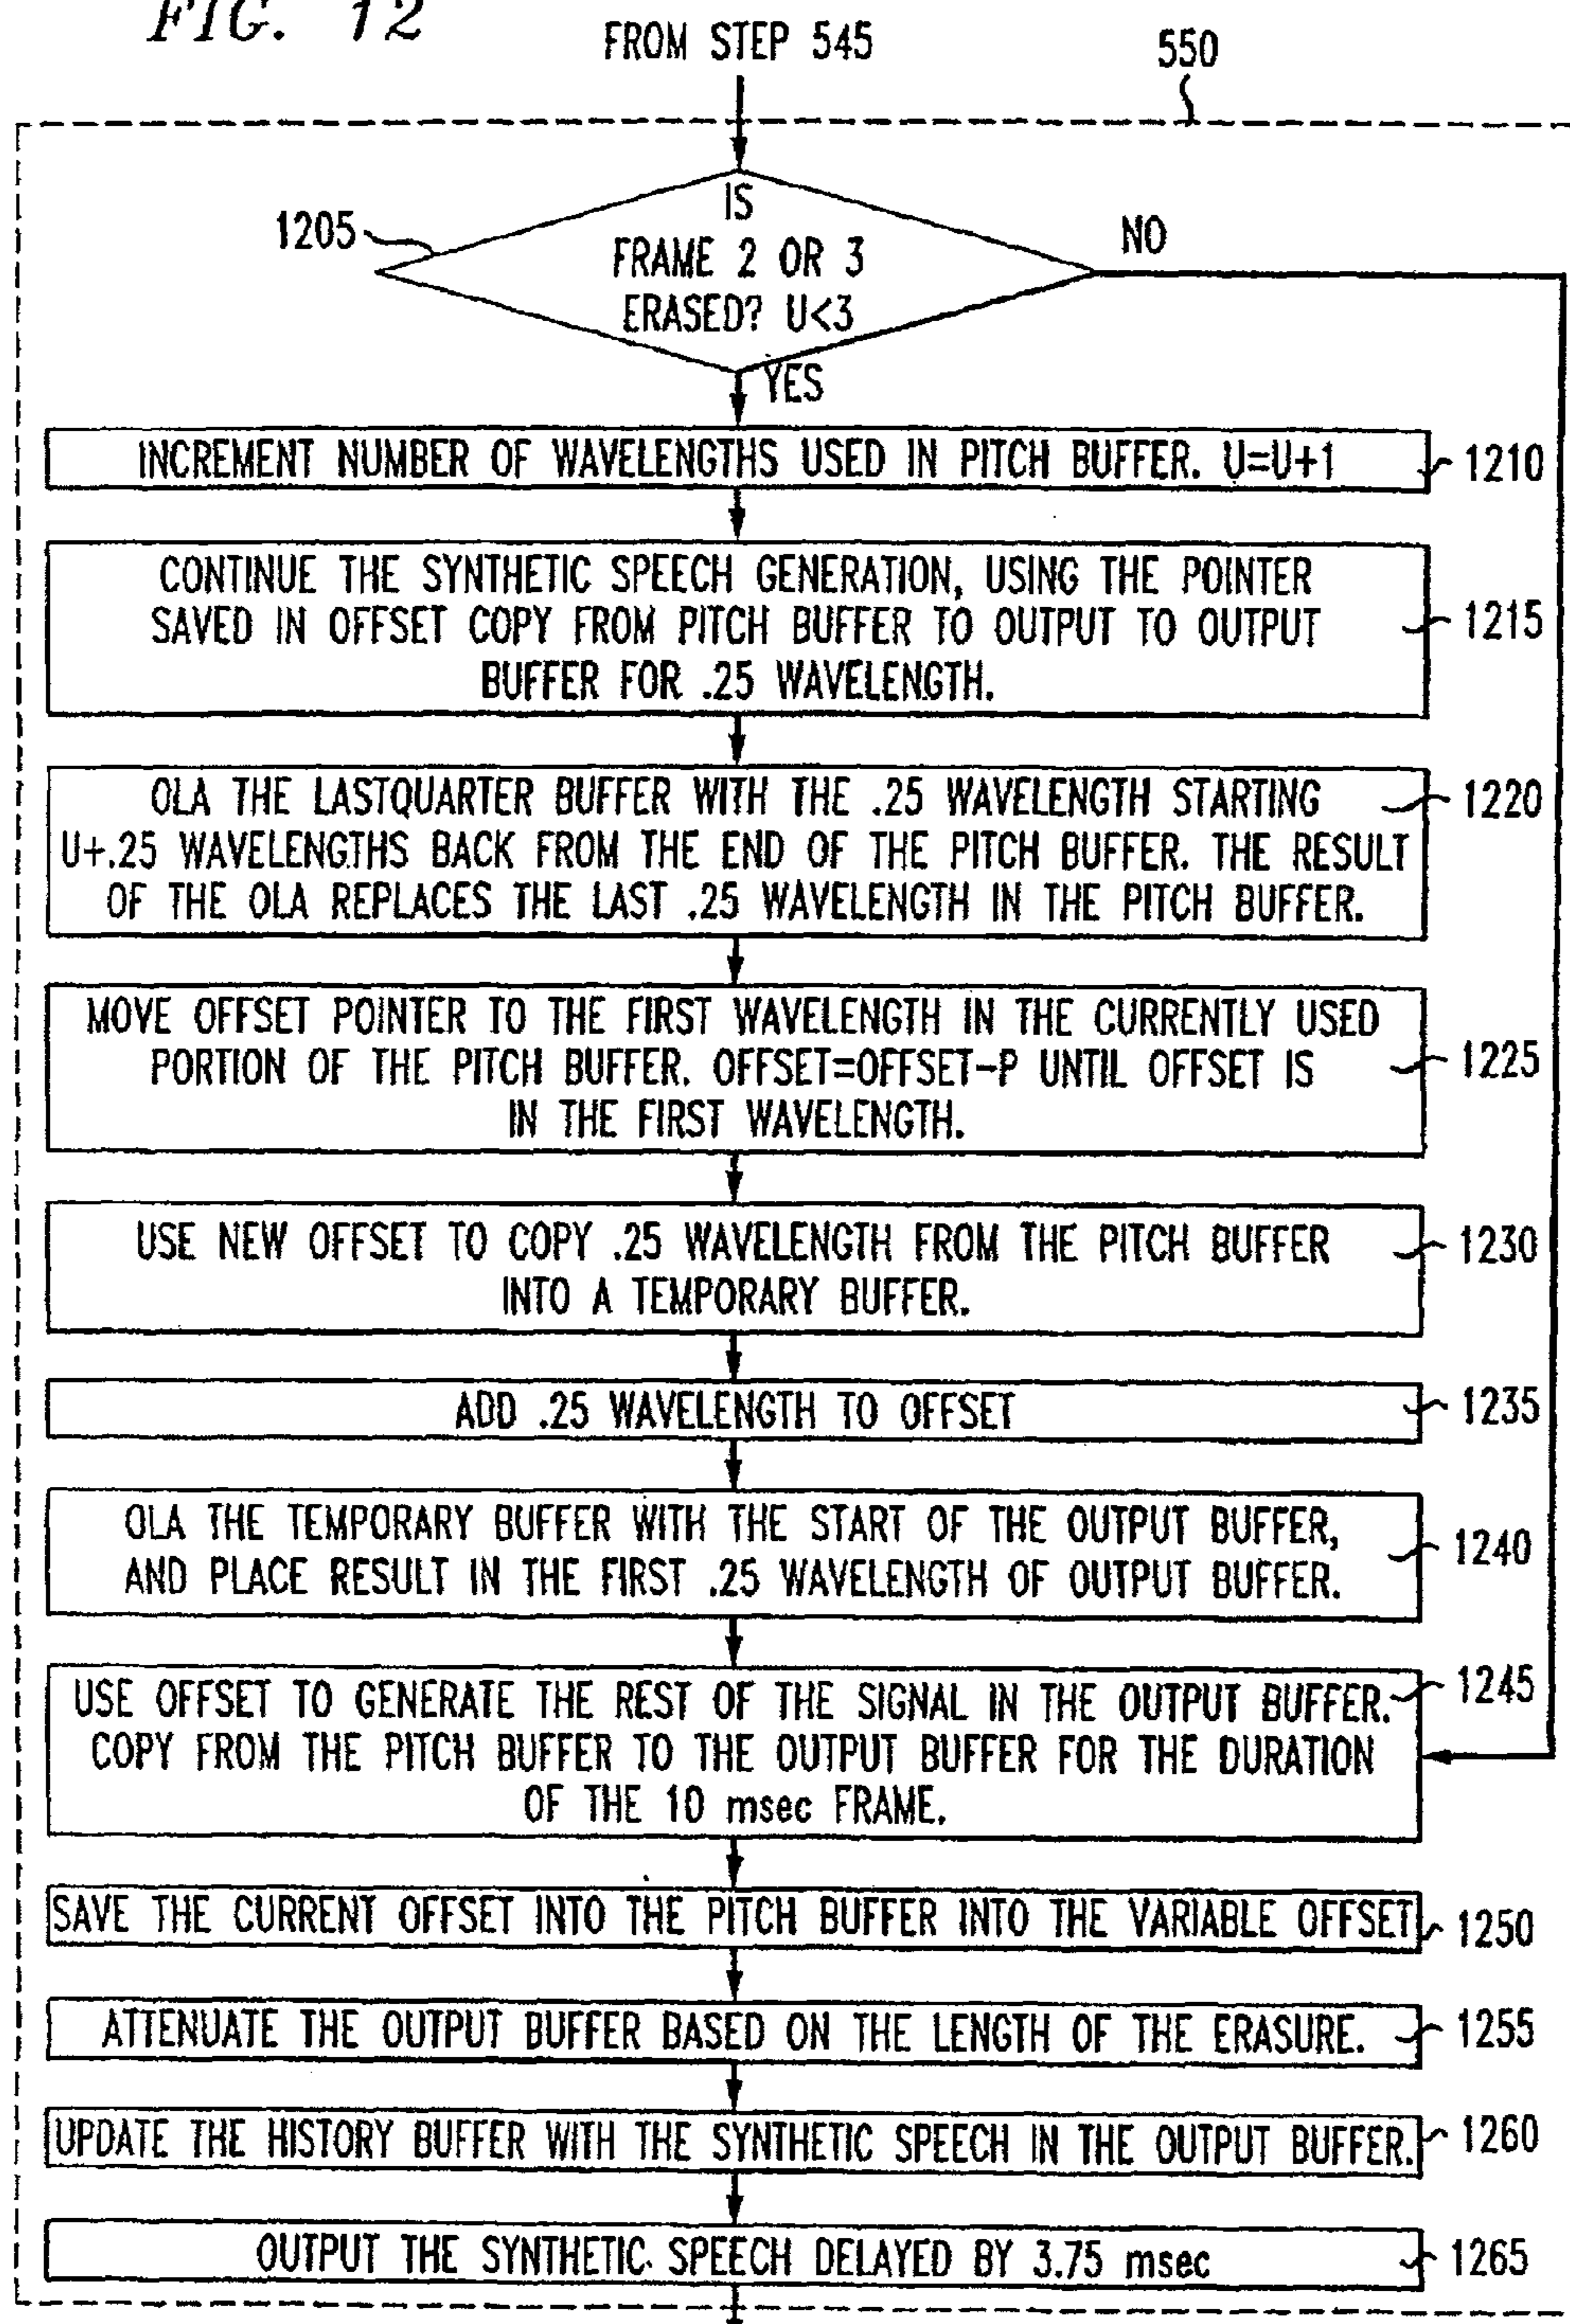 FIG. 12
FROM STEP 545
550
1205
IS
FRAME 2 OR 3
ERASED? U<3
NO
YES
INCREMENT NUMBER OF WAVELENGTHS USED IN PITCH BUFFER. U=U+1
1210
CONTINUE THE SYNTHETIC SPEECH GENERATION, USING THE POINTER
SAVED IN OFFSET COPY FROM PITCH BUFFER TO OUTPUT TO OUTPUT
BUFFER FOR .25 WAVELENGTH.
1215
OLA THE LASTQUARTER BUFFER WITH THE .25 WAVELENGTH STARTING
U+.25 WAVELENGTHS BACK FROM THE END OF THE PITCH BUFFER. THE RESULT
OF THE OLA REPLACES THE LAST .25 WAVELENGTH IN THE PITCH BUFFER.
1220
MOVE OFFSET POINTER TO THE FIRST WAVELENGTH IN THE CURRENTLY USED
PORTION OF THE PITCH BUFFER. OFFSET=OFFSET-P UNTIL OFFSET IS
IN THE FIRST WAVELENGTH.
1225
USE NEW OFFSET TO COPY .25 WAVELENGTH FROM THE PITCH BUFFER
INTO A TEMPORARY BUFFER.
1230
ADD .25 WAVELENGTH TO OFFSET
1235
OLA THE TEMPORARY BUFFER WITH THE START OF THE OUTPUT BUFFER,
AND PLACE RESULT IN THE FIRST .25 WAVELENGTH OF OUTPUT BUFFER.
1240
USE OFFSET TO GENERATE THE REST OF THE SIGNAL IN THE OUTPUT BUFFER.
COPY FROM THE PITCH BUFFER TO THE OUTPUT BUFFER FOR THE DURATION
OF THE 10 msec FRAME.
1245
SAVE THE CURRENT OFFSET INTO THE PITCH BUFFER INTO THE VARIABLE OFFSET
1250
ATTENUATE THE OUTPUT BUFFER BASED ON THE LENGTH OF THE ERASURE.
1255
UPDATE THE HISTORY BUFFER WITH THE SYNTHETIC SPEECH IN THE OUTPUT BUFFER.
1260
OUTPUT THE SYNTHETIC SPEECH DELAYED BY 3.75 msec
1265